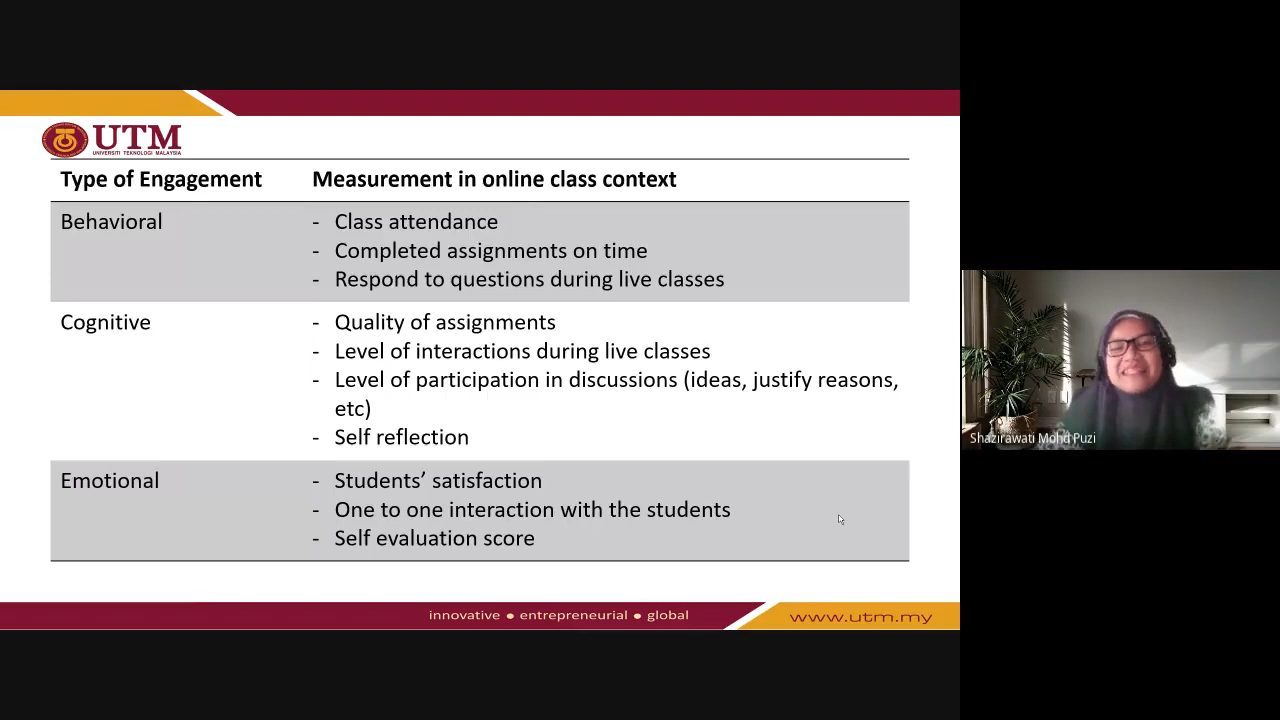 UTM
UNIVERSITI TEKNOLOGI MALAYSIA
Type of Engagement Measurement in online class context
Behavioral - Class attendance
- Completed assignments on time
- Respond to questions during live classes
Cognitive - Quality of assignments
- Level of interactions during live classes
- Level of participation in discussions (ideas, justify reasons,
etc)
- Self reflection
Emotional - Students’ satisfaction
- One to one interaction with the students
- Self evaluation score
innovative ● entrepreneurial ● global
www.utm.my
Shazirawati Mohd Puzi